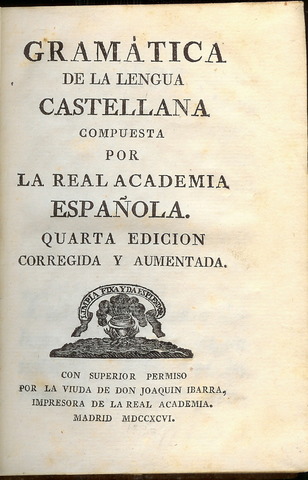 GRAMÁTICA
DE LA LENGUA
CASTELLANA
COMPUESTA
POR
LA REAL ACADEMIA
ESPAÑOLA.
QUARTA EDICION
CORREGIDA Y AUMENTADA.
LIMPIA, FIXA Y DA ESPLENDOR
CON SUPERIOR PERMISO
POR LA VIUDA DE DON JOAQUIN IBARRA,
IMPRESORA DE LA REAL ACADEMIA.
MADRID MDCCXCVI.